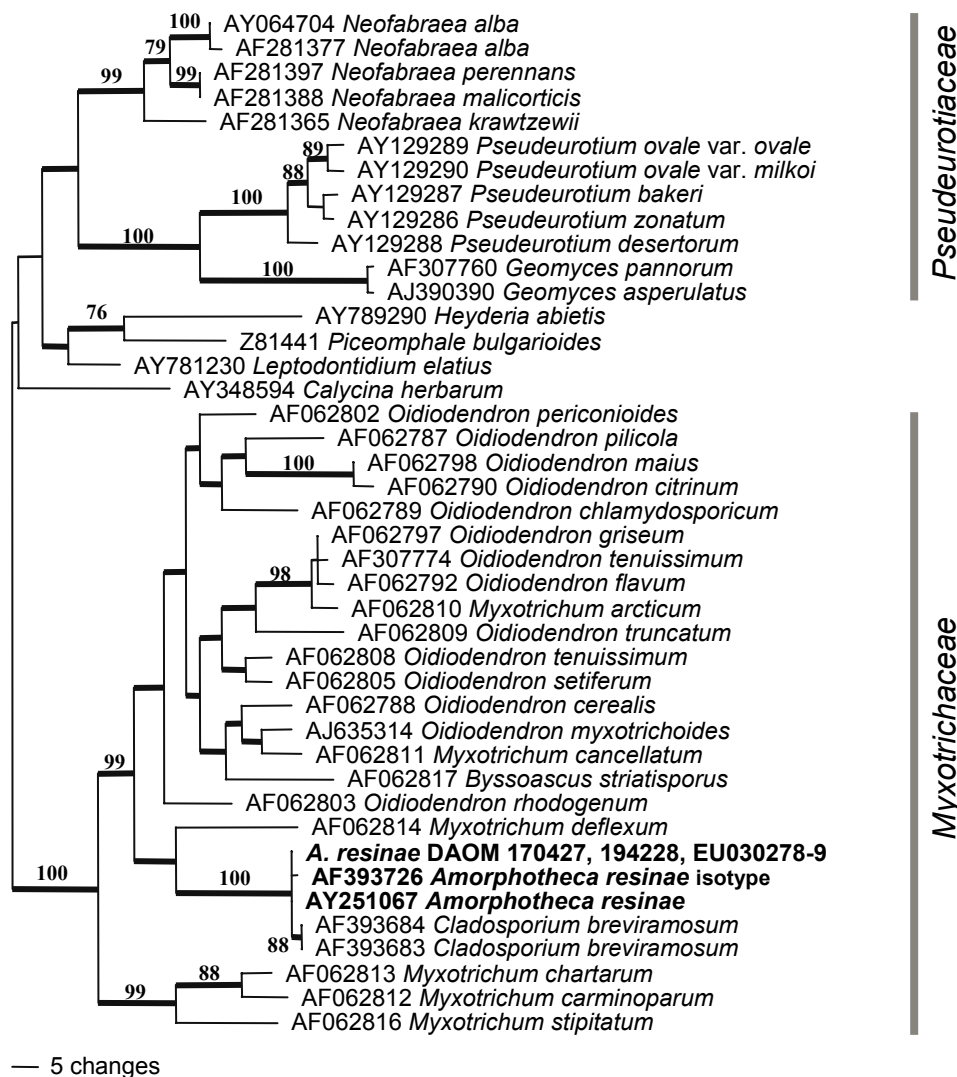 100
AY064704 Neofabraea alba
79
AF281377 Neofabraea alba
99
AF281397 Neofabraea perennans
99
AF281388 Neofabraea malicorticis
AF281365 Neofabraea krawtzewii
89
AY129289 Pseudeurotium ovale var. ovale
88
AY129290 Pseudeurotium ovale var. milkoi
100
AY129287 Pseudeurotium bakeri
AY129286 Pseudeurotium zonatum
100
AY129288 Pseudeurotium desertorum
100
AF307760 Geomyces pannorum
AJ390390 Geomyces asperulatus
Pseudeurotiaceae
76
AY789290 Heyderia abietis
Z81441 Piceomphale bulgarioides
AY781230 Leptodontidium elatius
AY348594 Calycina herbarum
AF062802 Oidiodendron periconioides
AF062787 Oidiodendron pilicola
100
AF062798 Oidiodendron maius
AF062790 Oidiodendron citrinum
AF062789 Oidiodendron chlamydosporicum
AF062797 Oidiodendron griseum
AF307774 Oidiodendron tenuissimum
98
AF062792 Oidiodendron flavum
AF062810 Myxotrichum arcticum
AF062809 Oidiodendron truncatum
AF062808 Oidiodendron tenuissimum
AF062805 Oidiodendron setiferum
AF062788 Oidiodendron cerealis
AJ635314 Oidiodendron myxotrichoides
AF062811 Myxotrichum cancellatum
99
AF062817 Byssoascus striatisporus
AF062803 Oidiodendron rhodogenum
AF062814 Myxotrichum deflexum
A. resinae DAOM 170427, 194228, EU030278-9
100
100
AF393726 Amorphotheca resinae isotype
AY251067 Amorphotheca resinae
AF393684 Cladosporium breviramosum
88
AF393683 Cladosporium breviramosum
88
AF062813 Myxotrichum chartarum
99
AF062812 Myxotrichum carminoparum
AF062816 Myxotrichum stipitatum
Myxotrichaceae
5 changes